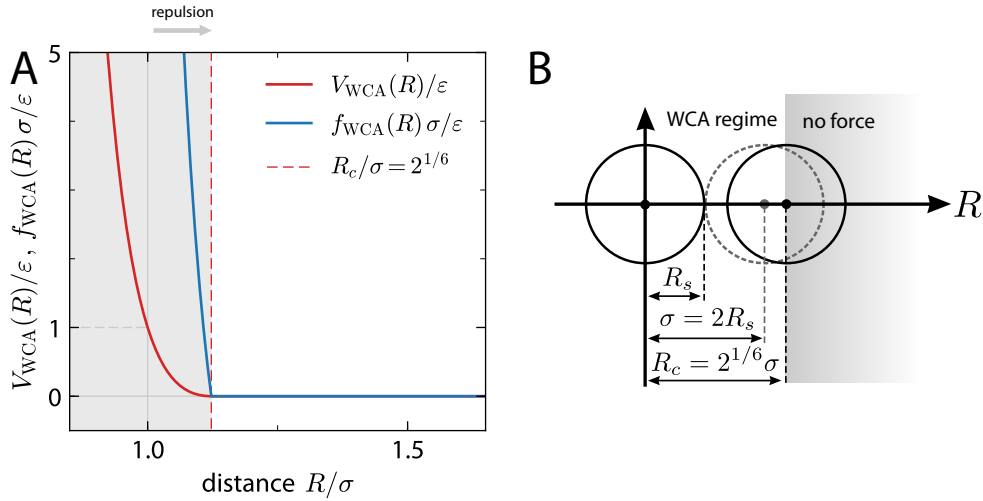 repulsion
A
5
1
0
V_WCA(R)/ε , f_WCA(R) σ/ε
V_WCA(R)/ε
f_WCA(R) σ/ε
R_c/σ = 2^{1/6}
1.0
1.5
distance R/σ
B
WCA regime
no force
R
R_s
σ = 2R_s
R_c = 2^{1/6}σ